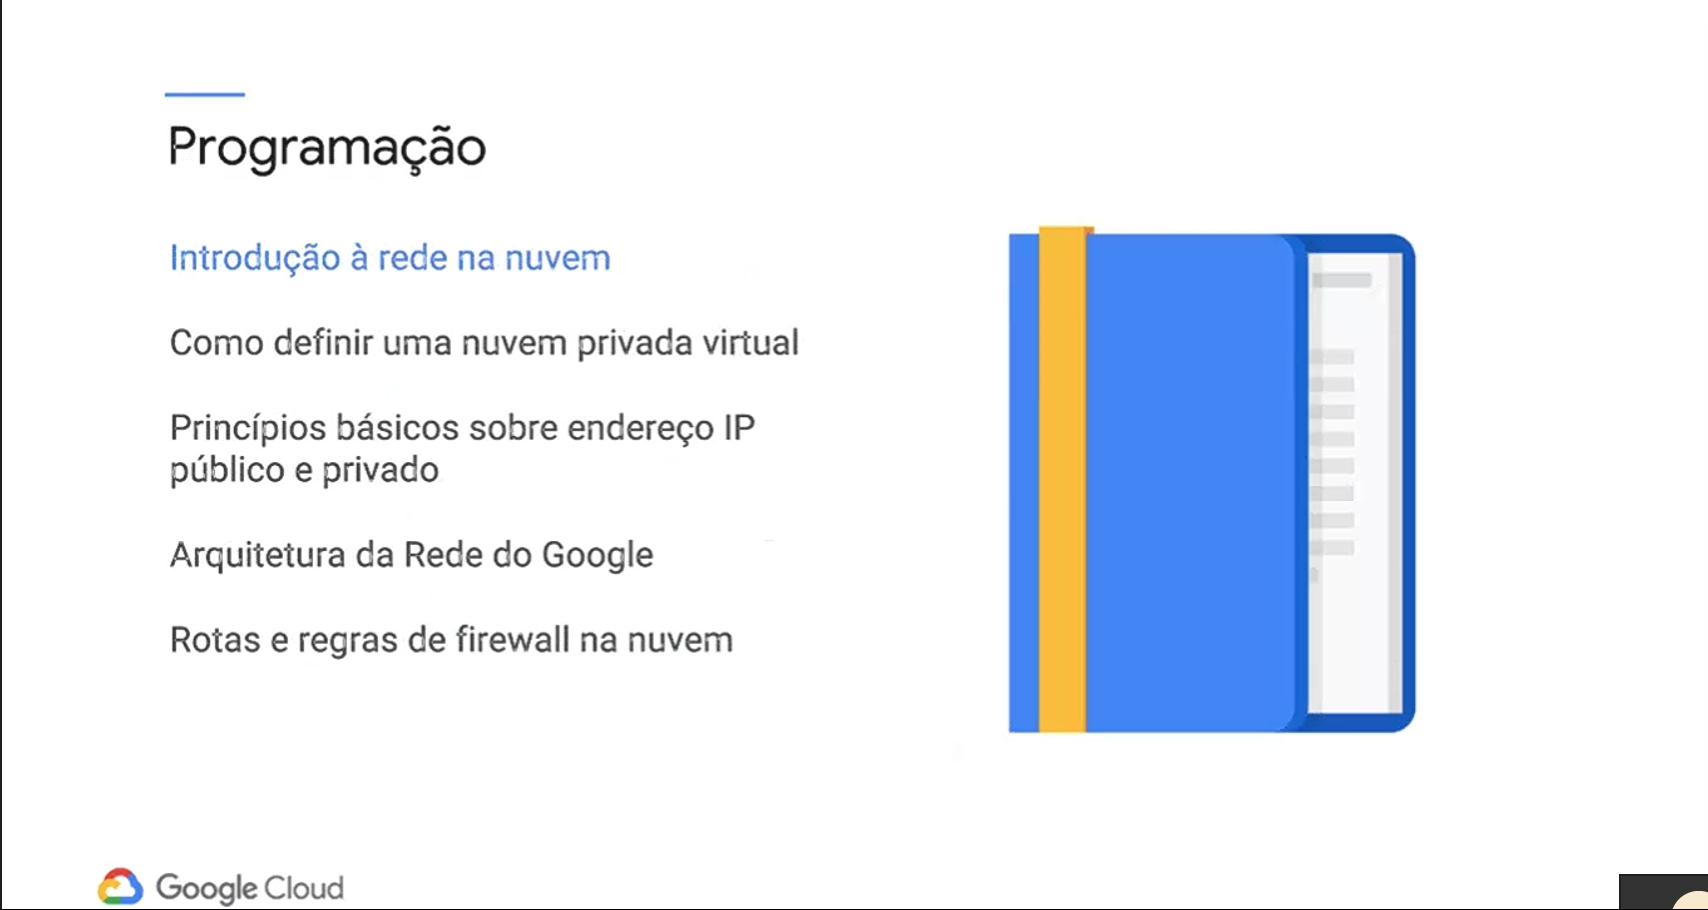 Programação
Introdução à rede na nuvem
Como definir uma nuvem privada virtual
Princípios básicos sobre endereço IP
público e privado
Arquitetura da Rede do Google
Rotas e regras de firewall na nuvem
Google Cloud